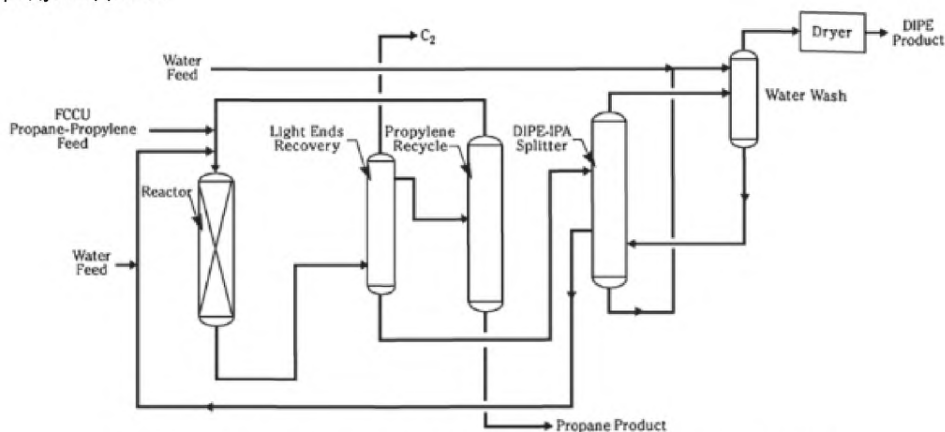 C2
Dryer
DIPE
Product
Water
Feed
Water Wash
FCCU
Propane-Propylene
Feed
Light Ends
Recovery
Propylene
Recycle
DIPE-IPA
Splitter
Reactor
Water
Feed
Propane Product